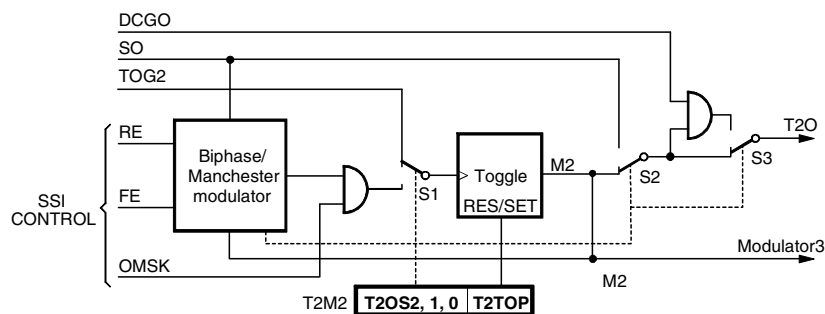 DCGO
SO
TOG2
RE
Biphase/
Manchester
modulator
FE
SSI
CONTROL
OMSK
S1
Toggle
RES/SET
M2
S2
S3
T2O
Modulator3
M2
T2M2
T2OS2, 1, 0
T2TOP